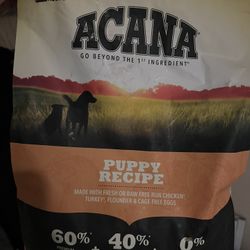 ACANA
GO BEYOND THE 1ST INGREDIENT
PUPPY
RECIPE
MADE WITH FRESH OR RAW FREE-RUN CHICKEN,
TURKEY, FLOUNDER & CAGE FREE EGGS
60% 40% 0%